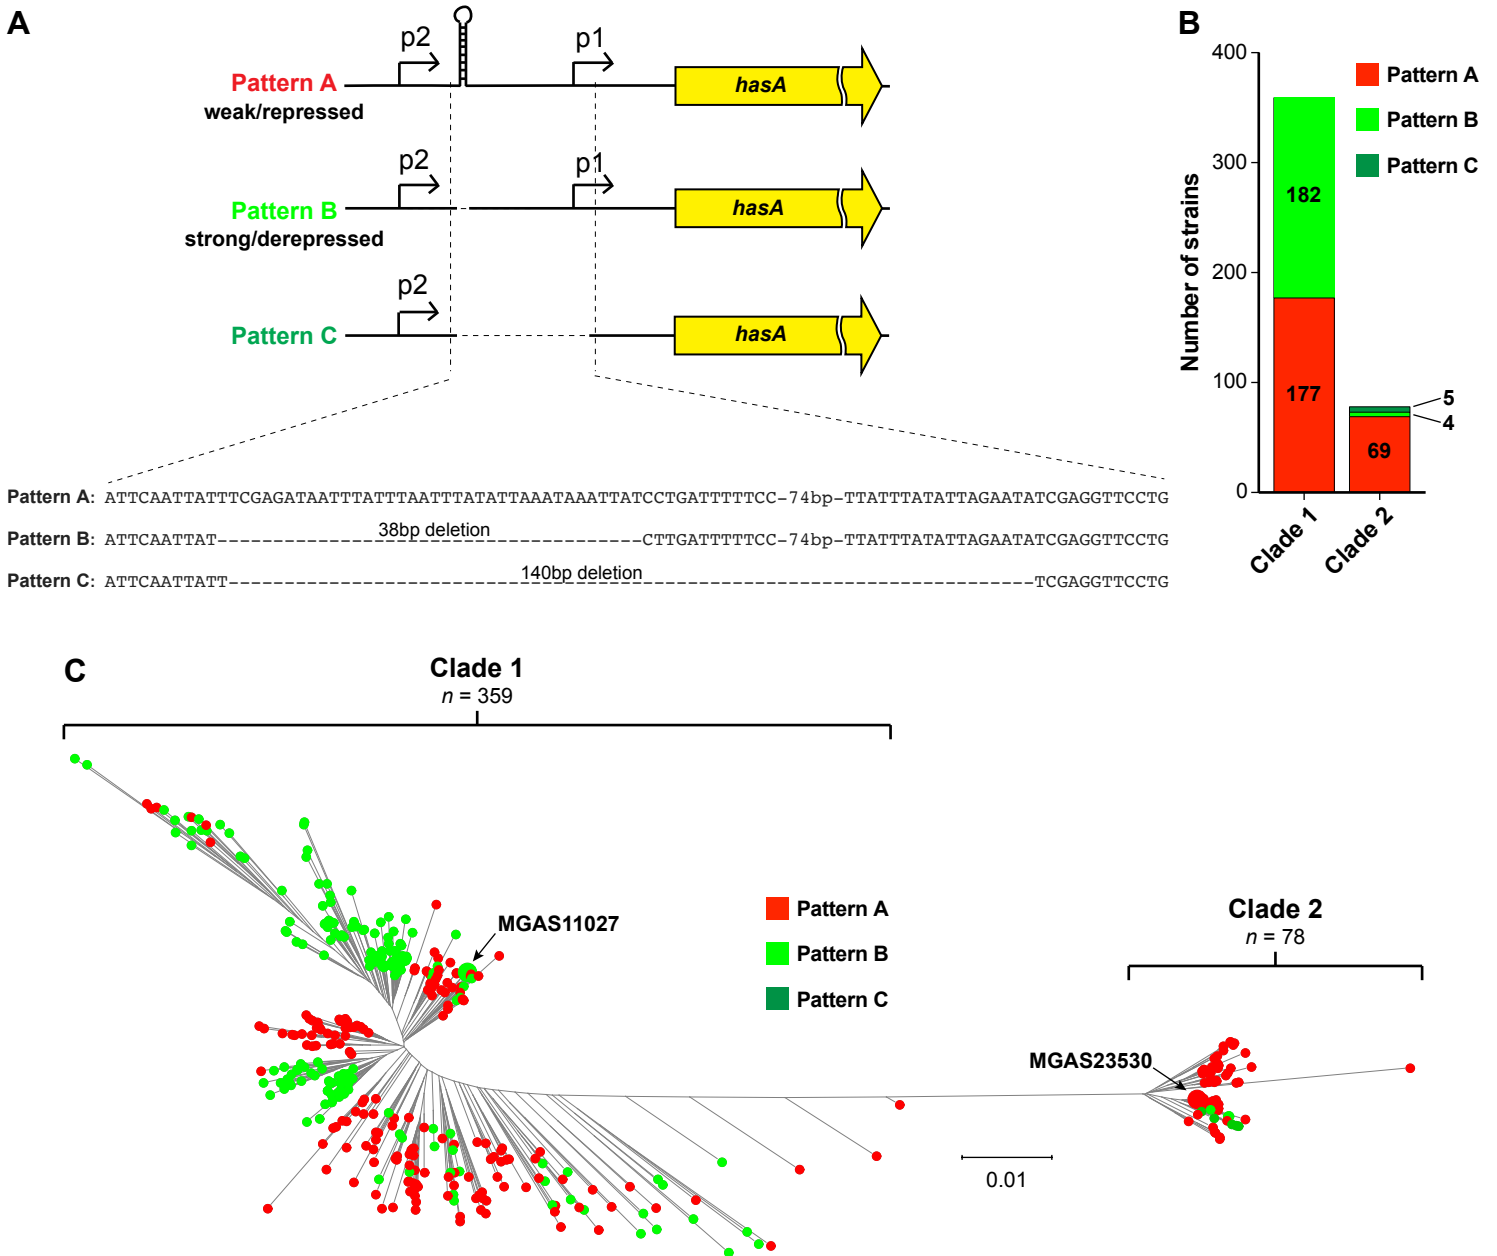 A
p2
p1
Pattern A
hasA
weak/repressed
p2
p1
Pattern B
hasA
strong/derepressed
p2
Pattern C
hasA
Pattern A: ATTCAATTATTTCGAGATAATTTATTTAATTTATATTAAATAAATTATCCTGATTTTTCC-74bp-TTATTTATATTAGAATATCGAGGTTCCTG
Pattern B: ATTCAATTAT--------------------------------------CTTGATTTTTCC-74bp-TTATTTATATTAGAATATCGAGGTTCCTG
38bp deletion
Pattern C: ATTCAATTATT------------------------------------------------------------------------TCGAGGTTCCTG
140bp deletion
B
400
300
200
100
0
Number of strains
Pattern A
Pattern B
Pattern C
182
177
5
4
69
Clade 1
Clade 2
C
Clade 1
n = 359
MGAS11027
Pattern A
Pattern B
Pattern C
Clade 2
n = 78
MGAS23530
0.01